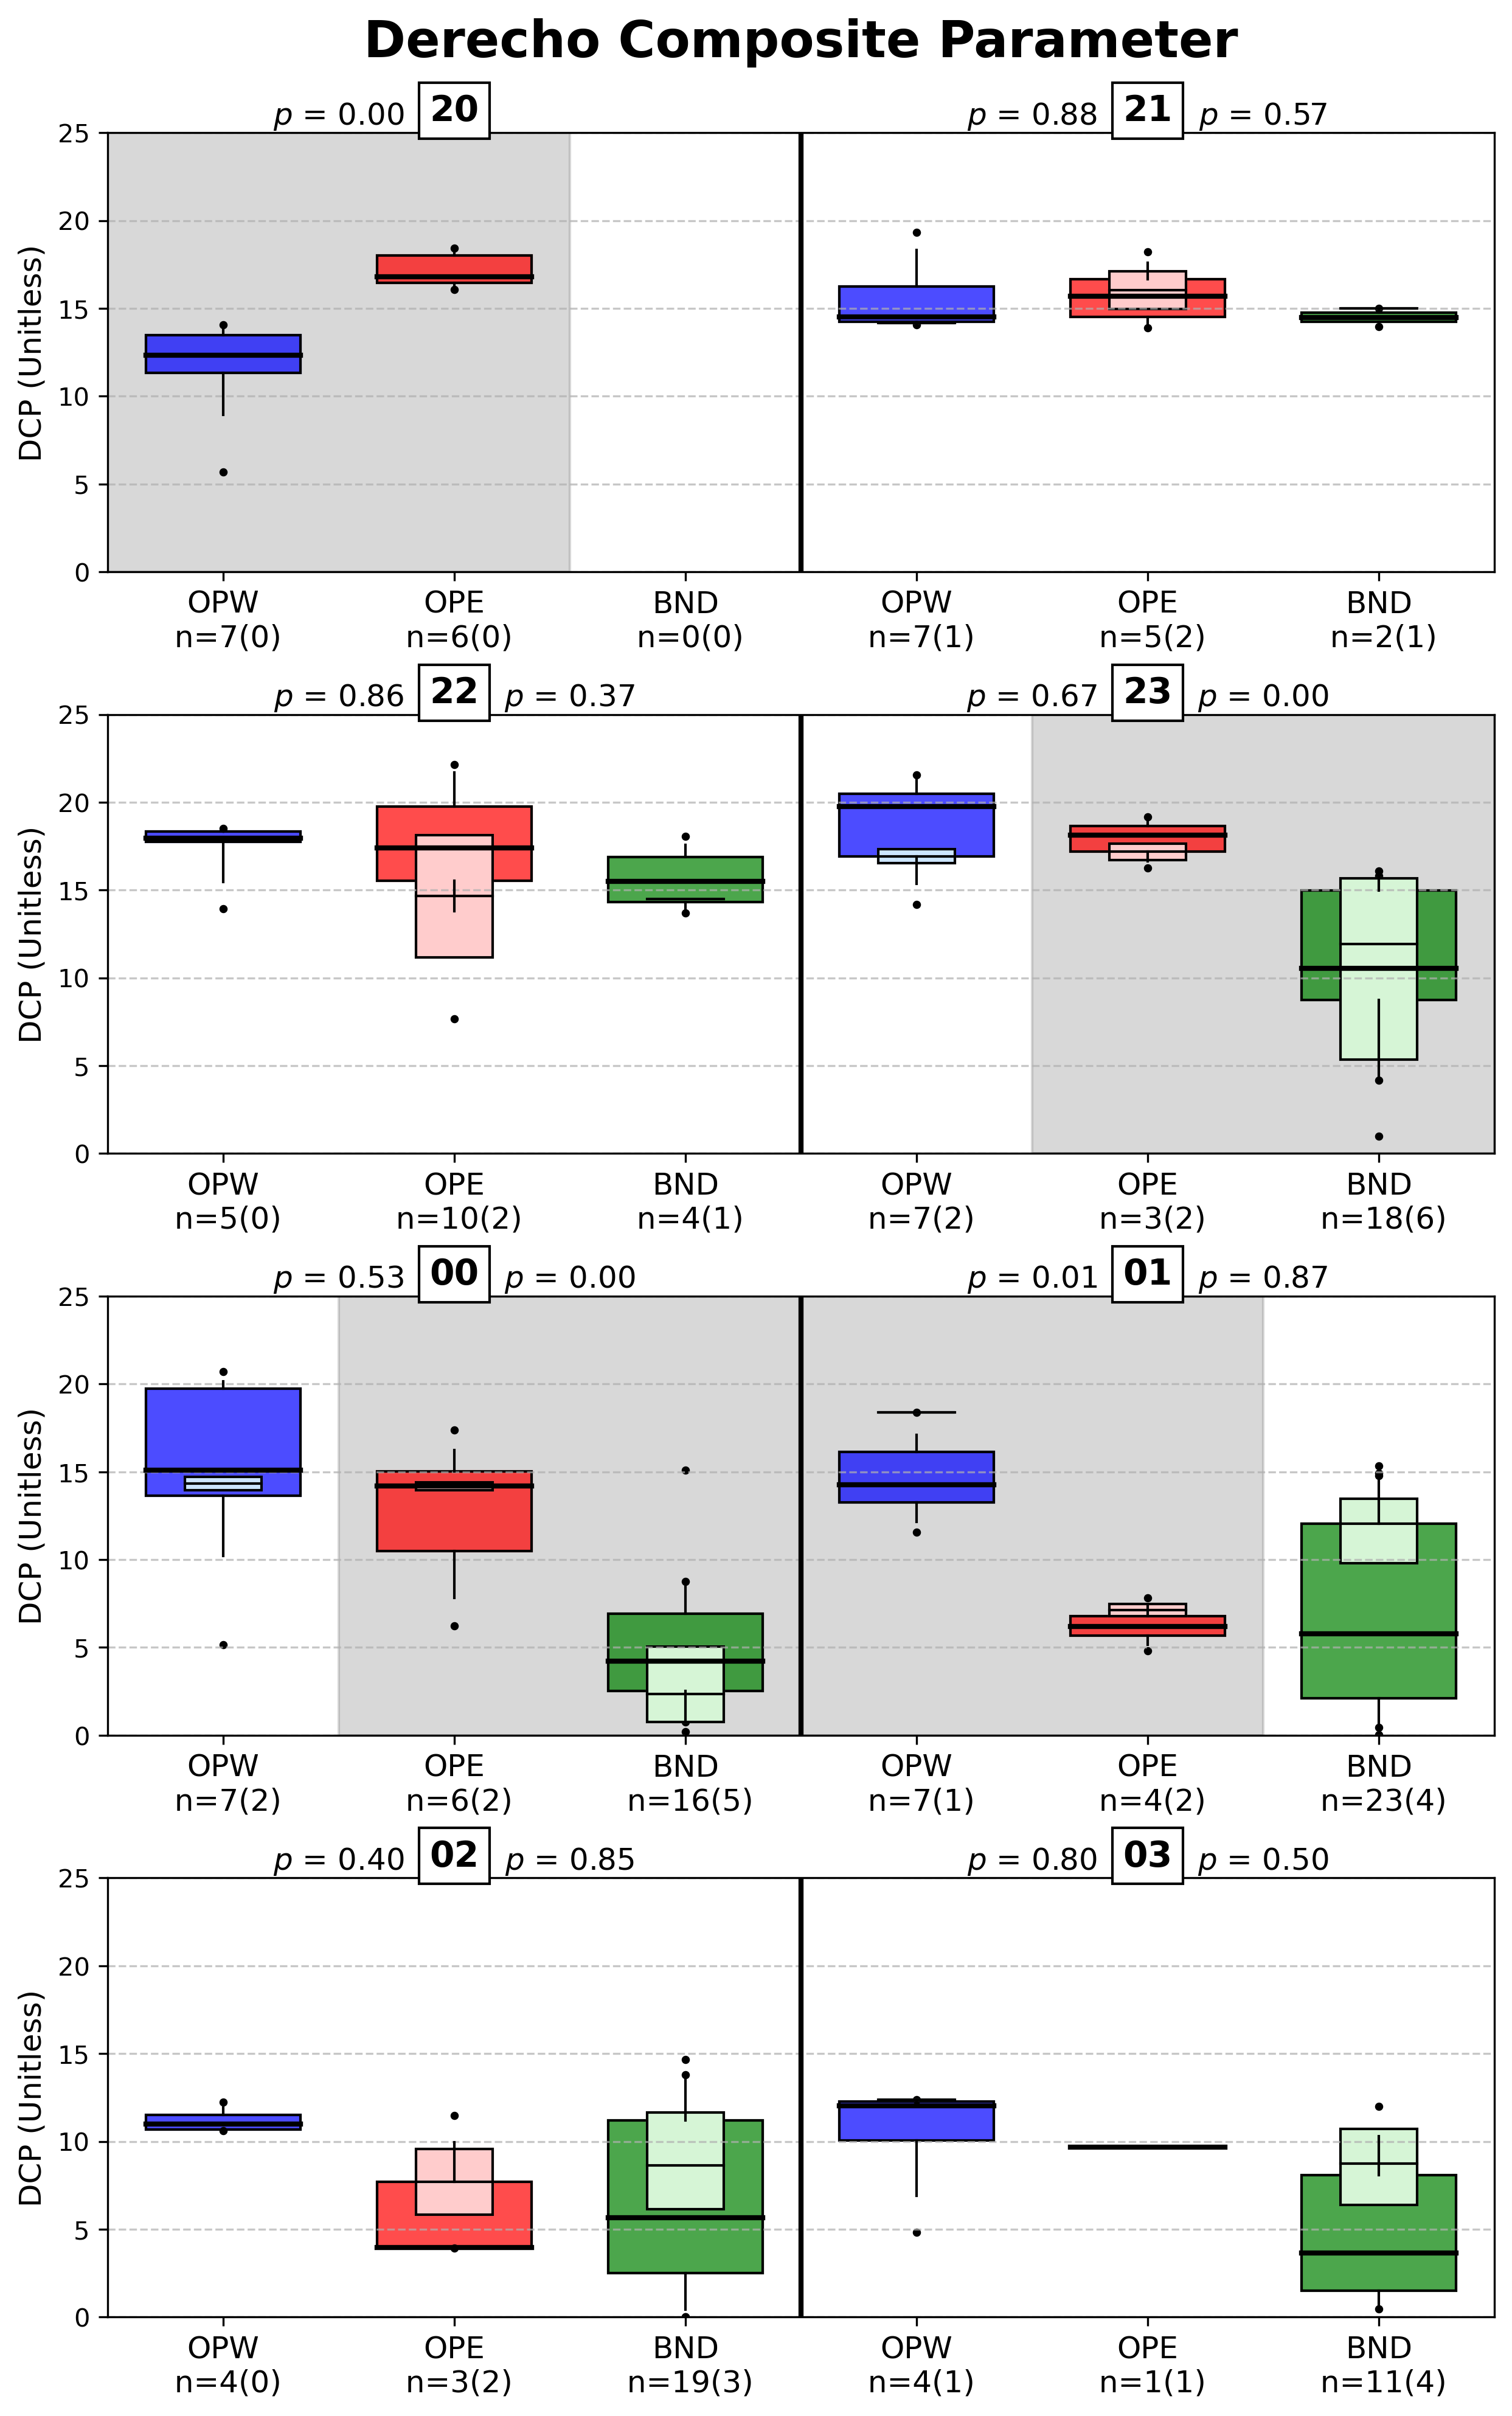 Derecho Composite Parameter
p = 0.00 20
p = 0.88 21 p = 0.57
DCP (Unitless)
25
20
15
10
5
0
OPW OPE BND OPW OPE BND
n=7(0) n=6(0) n=0(0) n=7(1) n=5(2) n=2(1)
p = 0.86 22 p = 0.37
p = 0.67 23 p = 0.00
DCP (Unitless)
25
20
15
10
5
0
OPW OPE BND OPW OPE BND
n=5(0) n=10(2) n=4(1) n=7(2) n=3(2) n=18(6)
p = 0.53 00 p = 0.00
p = 0.01 01 p = 0.87
DCP (Unitless)
25
20
15
10
5
0
OPW OPE BND OPW OPE BND
n=7(2) n=6(2) n=16(5) n=7(1) n=4(2) n=23(4)
p = 0.40 02 p = 0.85
p = 0.80 03 p = 0.50
DCP (Unitless)
25
20
15
10
5
0
OPW OPE BND OPW OPE BND
n=4(0) n=3(2) n=19(3) n=4(1) n=1(1) n=11(4)